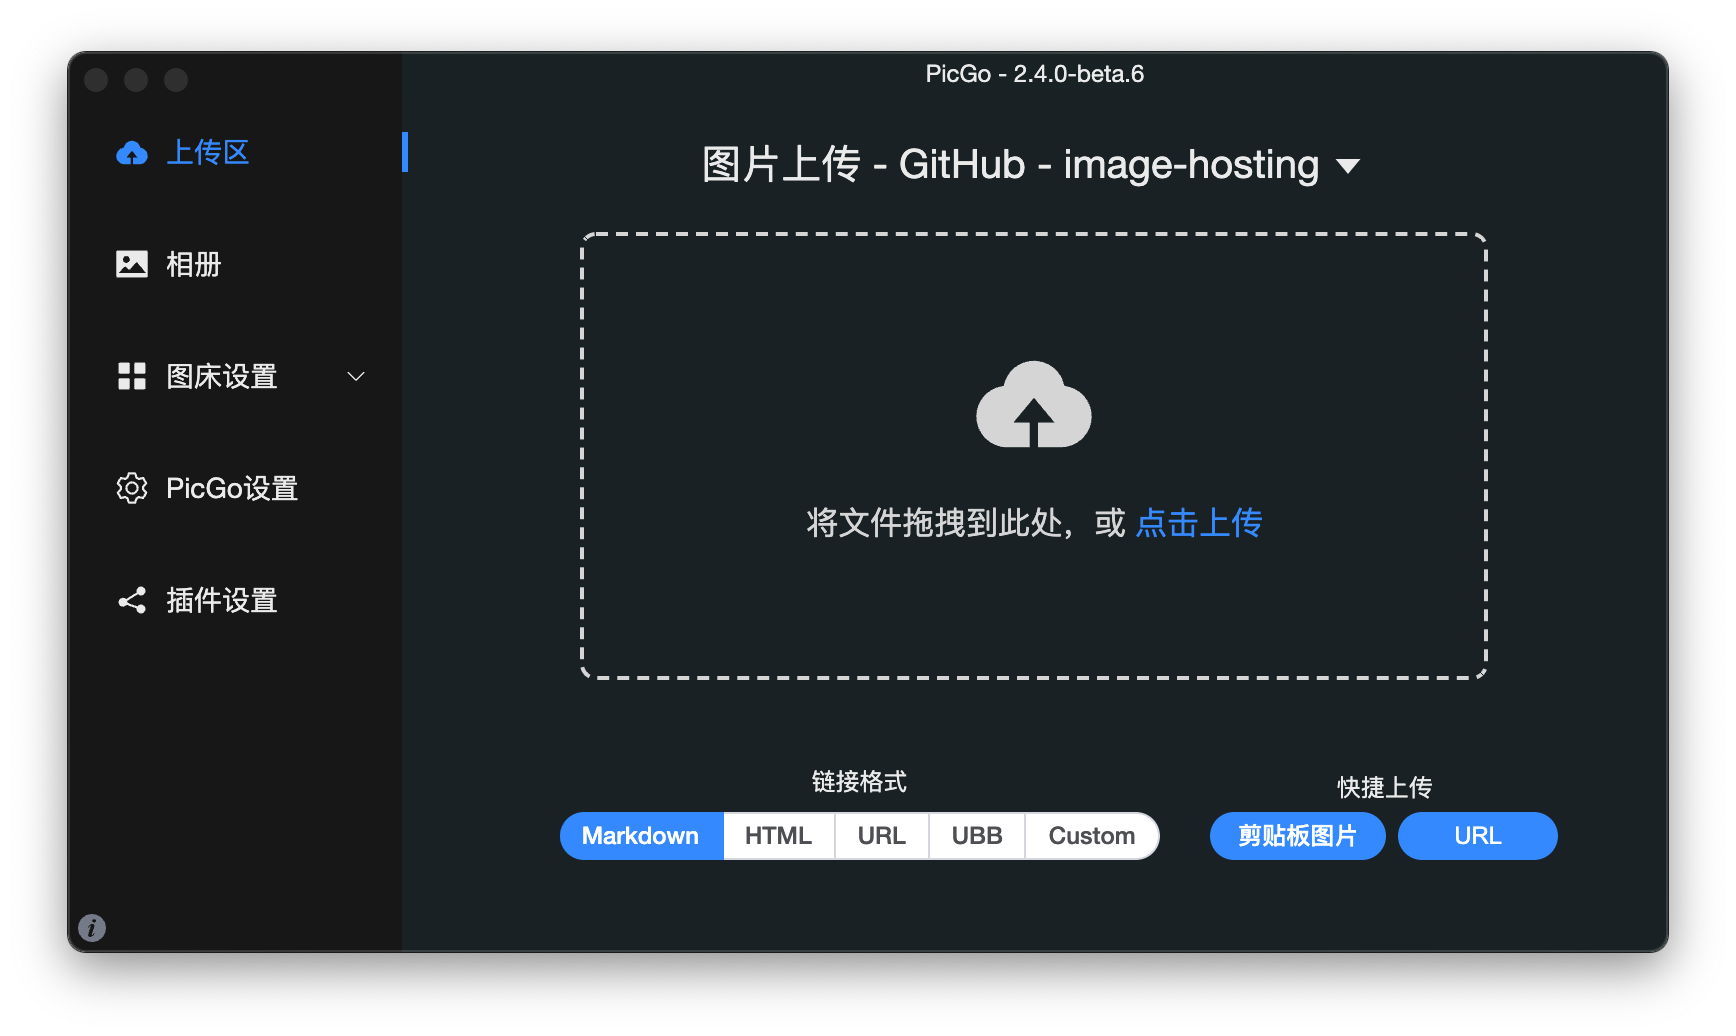 PicGo - 2.4.0-beta.6
上传区
相册
图床设置
PicGo设置
插件设置
图片上传 - GitHub - image-hosting
将文件拖拽到此处，或 点击上传
链接格式
Markdown HTML URL UBB Custom
快捷上传
剪贴板图片 URL
i